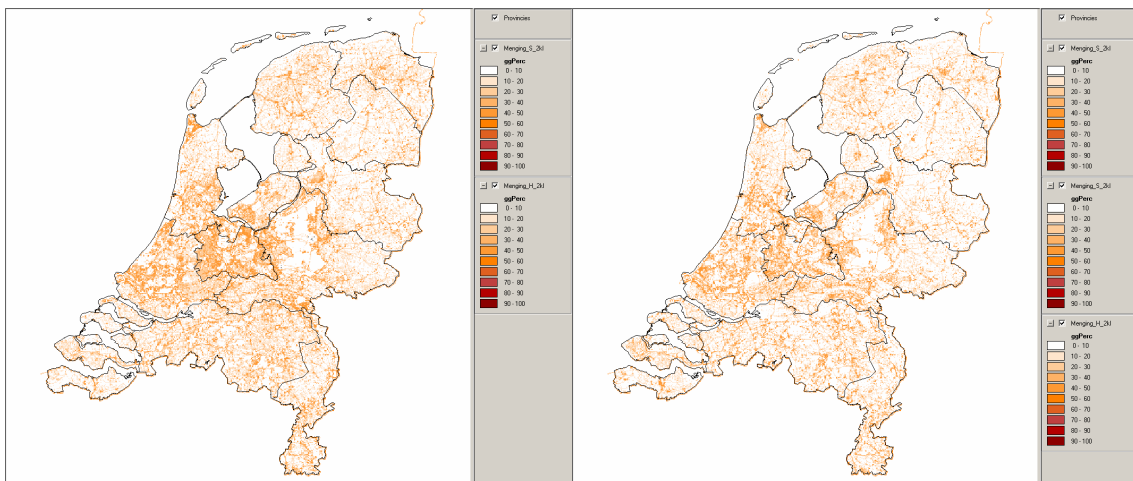 Provincies
Menging_S_2kl
ggPerc
0 - 10
10 - 20
20 - 30
30 - 40
40 - 50
50 - 60
60 - 70
70 - 80
80 - 90
90 - 100
Menging_H_2kl
ggPerc
0 - 10
10 - 20
20 - 30
30 - 40
40 - 50
50 - 60
60 - 70
70 - 80
80 - 90
90 - 100
Provincies
Menging_S_2kl
ggPerc
0 - 10
10 - 20
20 - 30
30 - 40
40 - 50
50 - 60
60 - 70
70 - 80
80 - 90
90 - 100
Menging_S_2kl
ggPerc
0 - 10
10 - 20
20 - 30
30 - 40
40 - 50
50 - 60
60 - 70
70 - 80
80 - 90
90 - 100
Menging_H_2kl
ggPerc
0 - 10
10 - 20
20 - 30
30 - 40
40 - 50
50 - 60
60 - 70
70 - 80
80 - 90
90 - 100